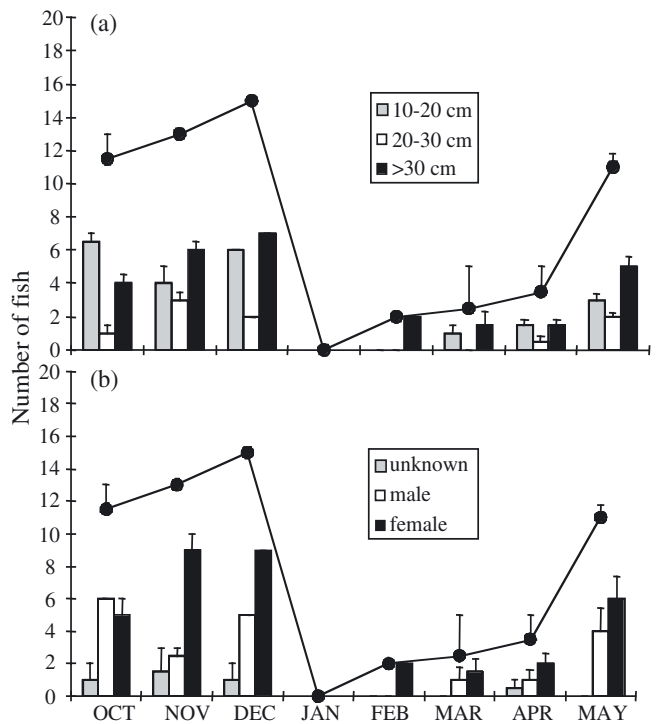 Number of fish
(a)
20
18
16
14
12
10
8
6
4
2
0
10-20 cm
20-30 cm
>30 cm
(b)
20
18
16
14
12
10
8
6
4
2
0
unknown
male
female
OCT NOV DEC JAN FEB MAR APR MAY